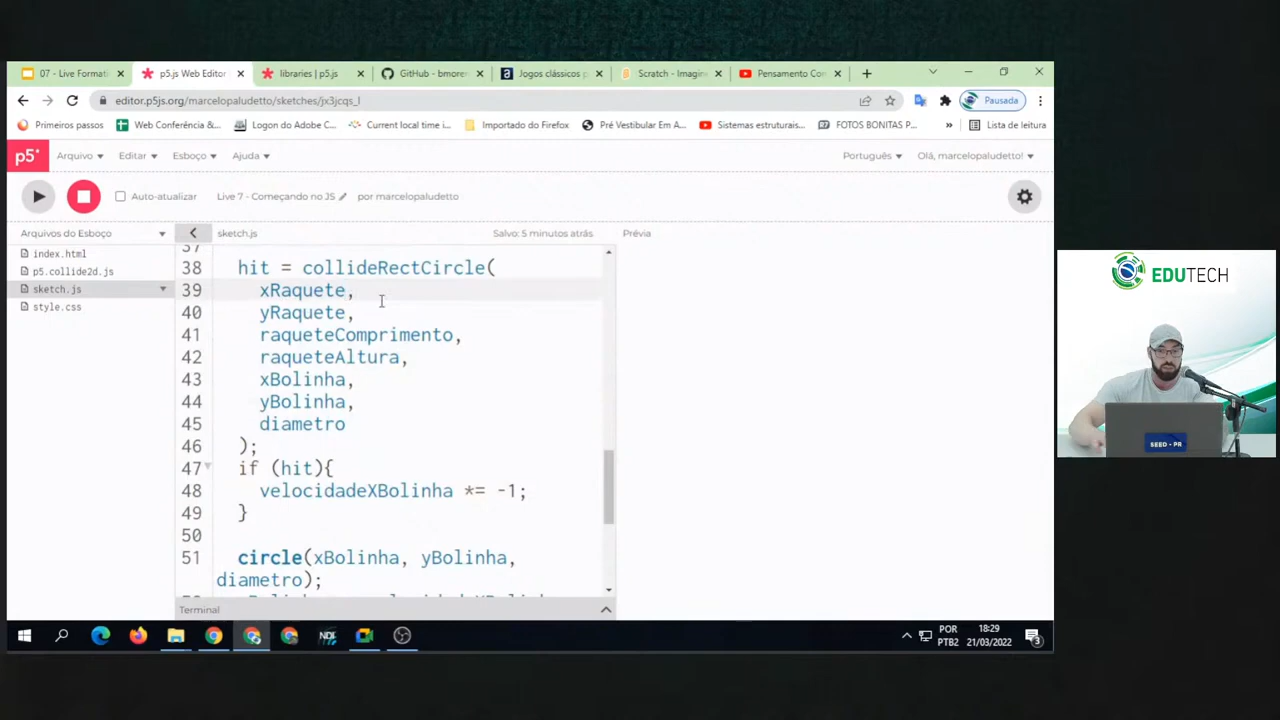 07 - Live Formati
p5.js Web Editor
libraries | p5.js
GitHub - bmore
Jogos clássicos p
Scratch - Imagine
Pensamento Con
editor.p5js.org/marcelopaludetto/sketches/jx3jcqs_l
Pausada
Primeiros passos
Web Conferência &...
Logon do Adobe C...
Current local time i...
Importado do Firefox
Pré Vestibular Em A...
Sistemas estruturais...
FOTOS BONITAS P...
»
Lista de leitura
p5*
Arquivo
Editar
Esboço
Ajuda
Português
Olá, marcelopaludetto!
Auto-atualizar
Live 7 - Começando no JS
por marcelopaludetto
Arquivos do Esboço
sketch.js
Salvo: 5 minutos atrás
Prévia
index.html
p5.collide2d.js
sketch.js
style.css
37
38 hit = collideRectCircle(
39 xRaquete,
40 yRaquete,
41 raqueteComprimento,
42 raqueteAltura,
43 xBolinha,
44 yBolinha,
45 diametro
46 );
47 if (hit){
48 velocidadeXBolinha *= -1;
49 }
50
51 circle(xBolinha, yBolinha,
diametro);
Terminal
NDI
POR
PTB2
18:29
21/03/2022
3
EDUTECH
SEED - PR